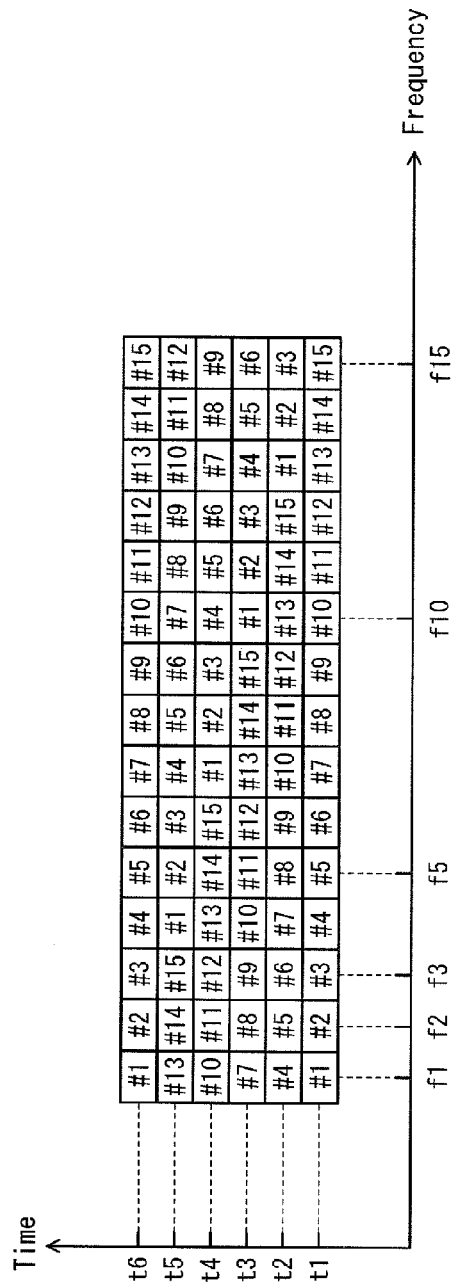 Time
t6 #1 #2 #3 #4 #5 #6 #7 #8 #9 #10 #11 #12 #13 #14 #15
t5 #13 #14 #15 #1 #2 #3 #4 #5 #6 #7 #8 #9 #10 #11 #12
t4 #10 #11 #12 #13 #14 #15 #1 #2 #3 #4 #5 #6 #7 #8 #9
t3 #7 #8 #9 #10 #11 #12 #13 #14 #15 #1 #2 #3 #4 #5 #6
t2 #4 #5 #6 #7 #8 #9 #10 #11 #12 #13 #14 #15 #1 #2 #3
t1 #1 #2 #3 #4 #5 #6 #7 #8 #9 #10 #11 #12 #13 #14 #15
Frequency
f1 f2 f3 f5 f10 f15